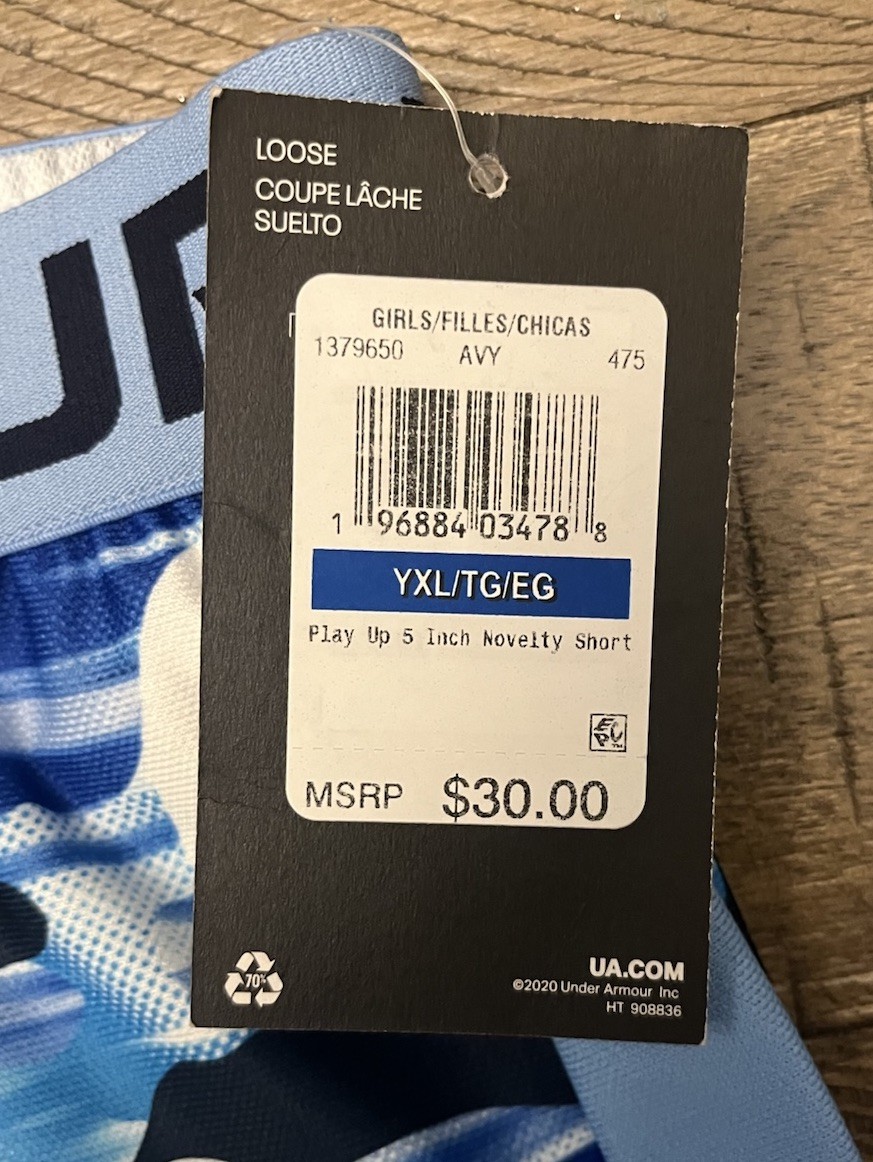 LOOSE
COUPE LÂCHE
SUELTO
GIRLS/FILLES/CHICAS
1379650 AVY 475
1 96884 03478 8
YXL/TG/EG
Play Up 5 Inch Novelty Short
MSRP $30.00
70%
UA.COM
©2020 Under Armour Inc
HT 908836